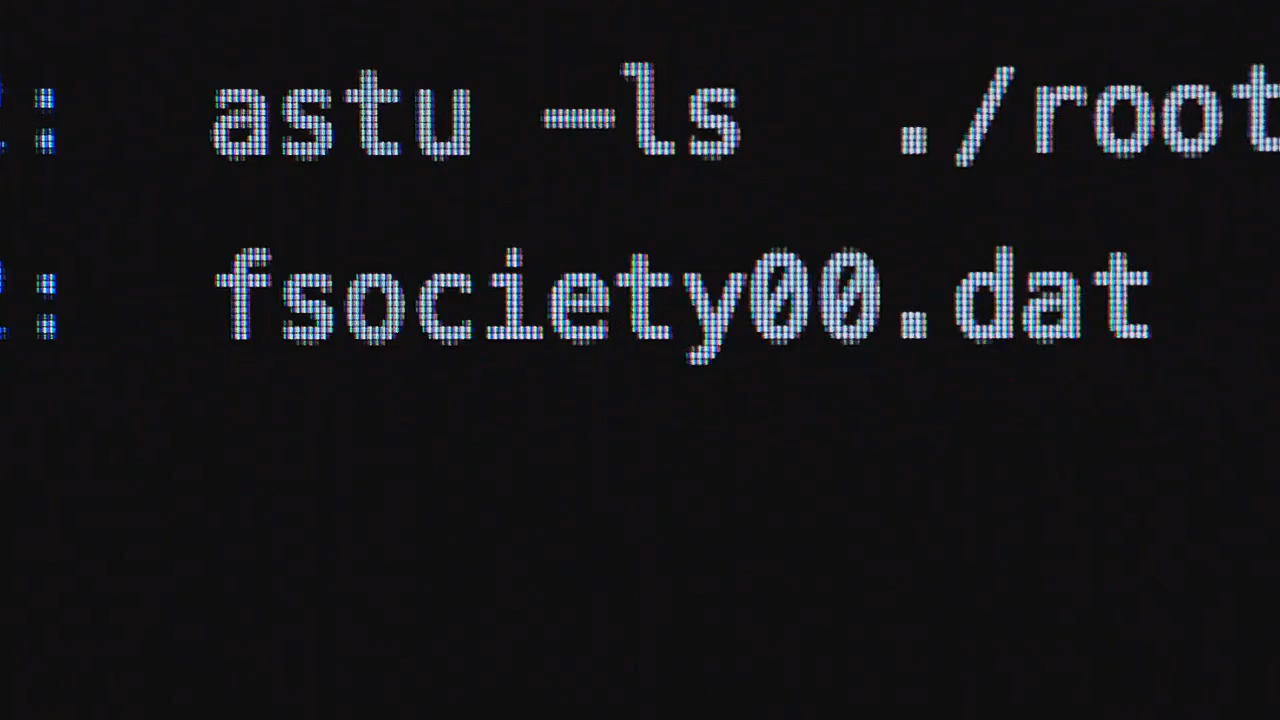 : astu -ls ./root
: fsociety00.dat